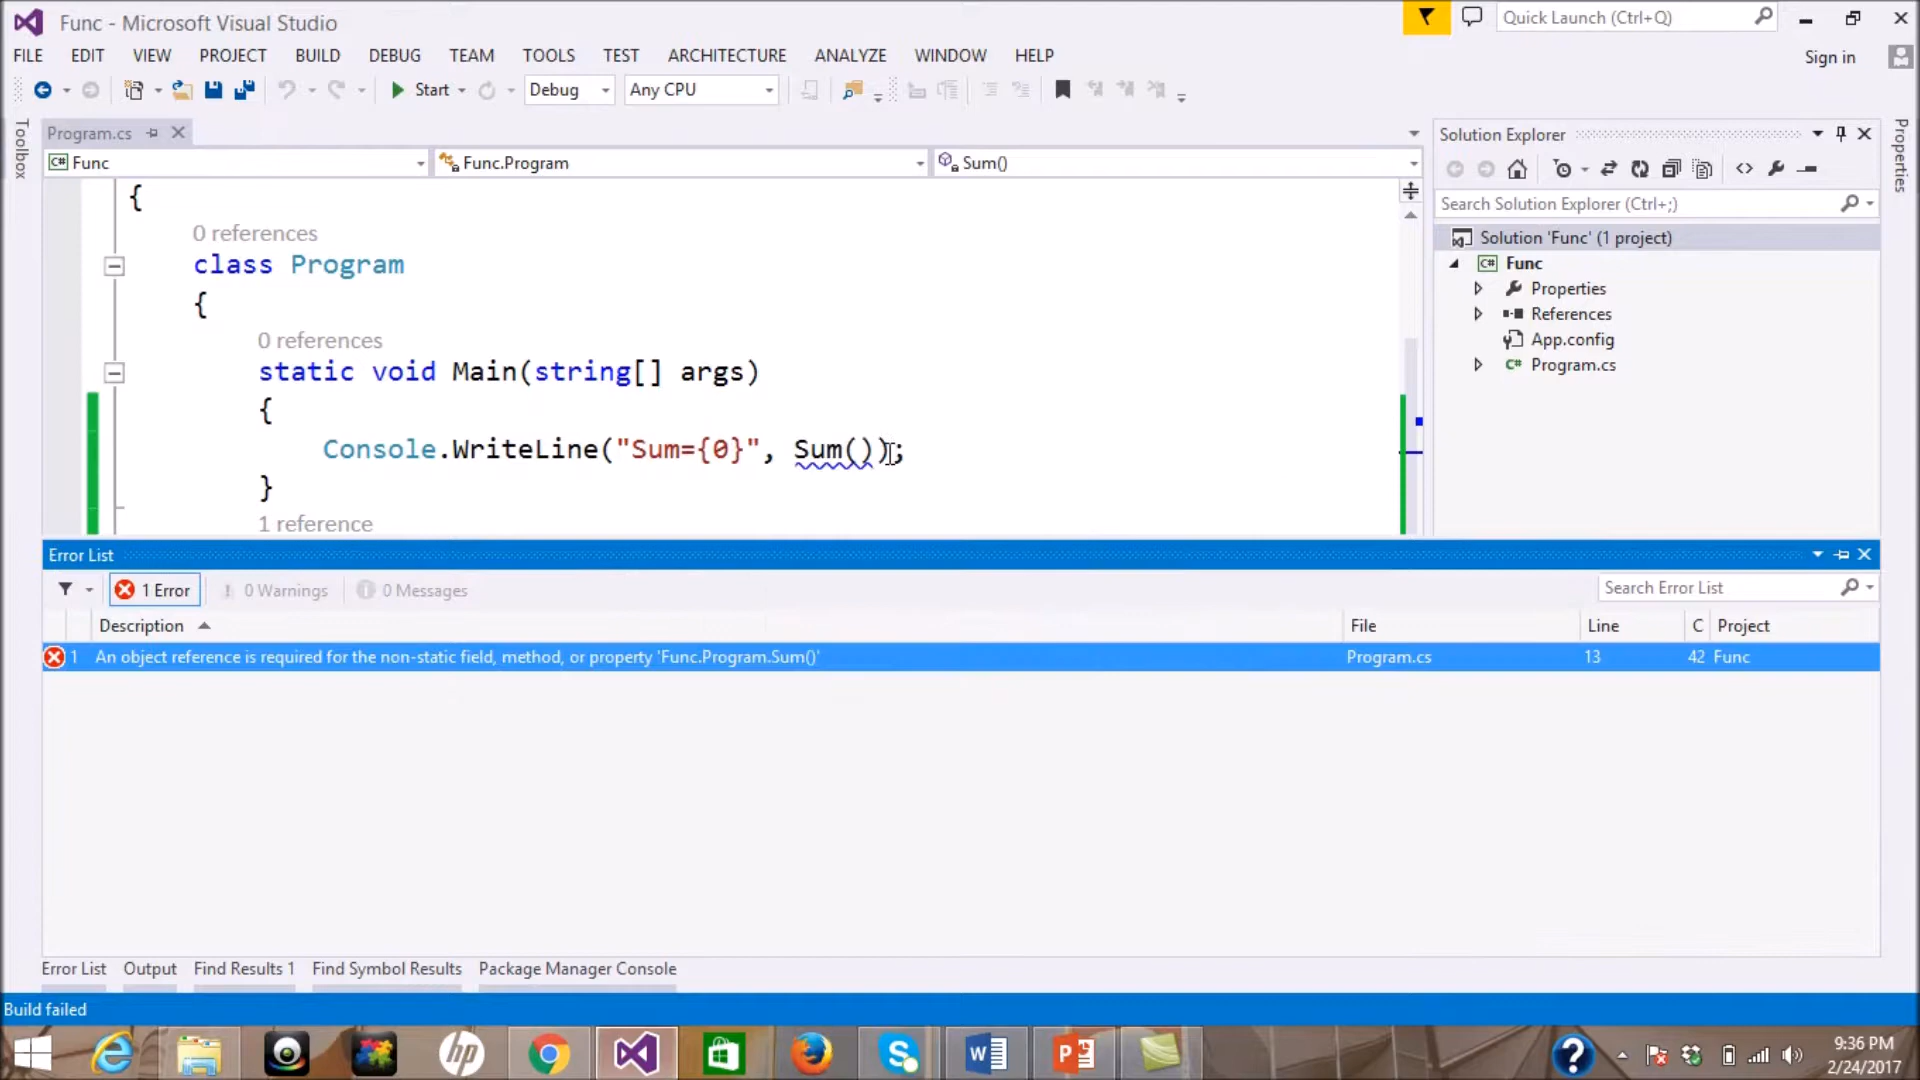 Func - Microsoft Visual Studio
Quick Launch (Ctrl+Q)
FILE EDIT VIEW PROJECT BUILD DEBUG TEAM TOOLS TEST ARCHITECTURE ANALYZE WINDOW HELP
Sign in
Start Debug Any CPU
Toolbox
Program.cs
Solution Explorer
Properties
C# Func
Func.Program
Sum()
Search Solution Explorer (Ctrl+;)
Solution 'Func' (1 project)
C# Func
Properties
References
App.config
C# Program.cs
{
0 references
class Program
{
0 references
static void Main(string[] args)
{
Console.WriteLine("Sum={0}", Sum());
}
1 reference
Error List
1 Error 0 Warnings 0 Messages
Search Error List
Description File Line C Project
1 An object reference is required for the non-static field, method, or property 'Func.Program.Sum()' Program.cs 13 42 Func
Error List Output Find Results 1 Find Symbol Results Package Manager Console
Build failed
hp
9:36 PM
2/24/2017